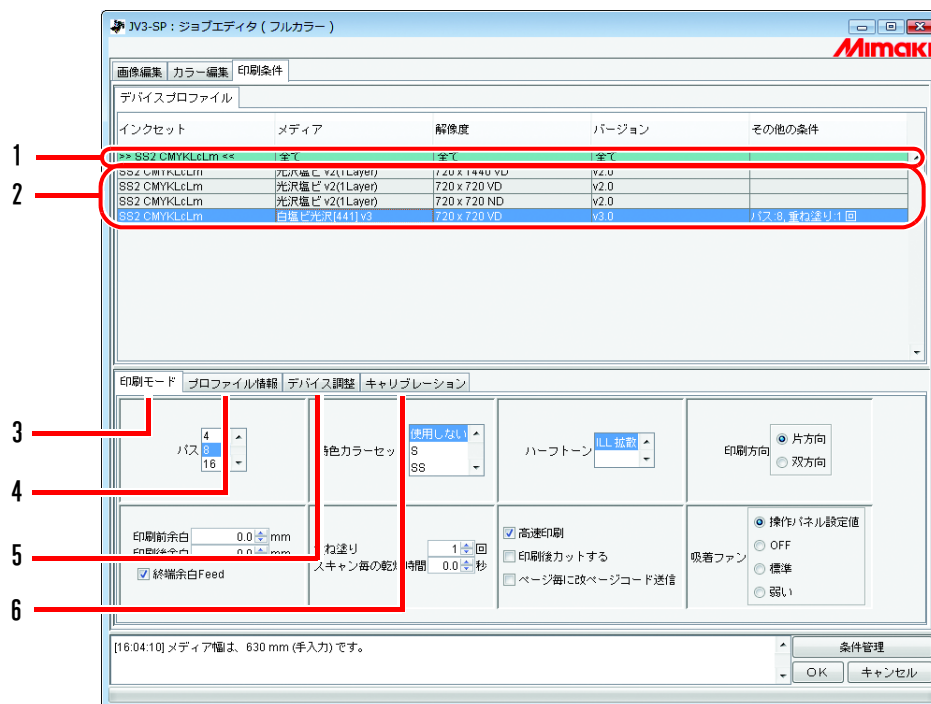 JV3-SP : ジョブエディタ ( フルカラー )
Mimaki
画像編集 カラー編集 印刷条件
デバイスプロファイル
インクセット メディア 解像度 バージョン その他の条件
1
>> SS2 CMYKLcLm << 全て 全て 全て
2
SS2 CMYKLcLm 光沢塩ビ v2(1Layer) 720 x 1440 VD v2.0
SS2 CMYKLcLm 光沢塩ビ v2(1Layer) 720 x 720 VD v2.0
SS2 CMYKLcLm 光沢塩ビ v2(1Layer) 720 x 720 ND v2.0
SS2 CMYKLcLm 白塩ビ光沢[441] v3 720 x 720 VD v3.0 パス:8, 重ね塗り:1 回
印刷モード プロファイル情報 デバイス調整 キャリブレーション
3
4
5
6
パス 4 8 16
色カラーセッ 使用しない S SS
ハーフトーン ILL 拡散
印刷方向 片方向 双方向
印刷前余白 0.0 mm
印刷後余白 0.0 mm
終端余白Feed
ね塗り 1 回
スキャン毎の乾 時間 0.0 秒
高速印刷
印刷後カットする
ページ毎に改ページコード送信
吸着ファン 操作パネル設定値 OFF 標準 弱い
[16:04:10] メディア幅は、630 mm (手入力) です。
条件管理
OK キャンセル